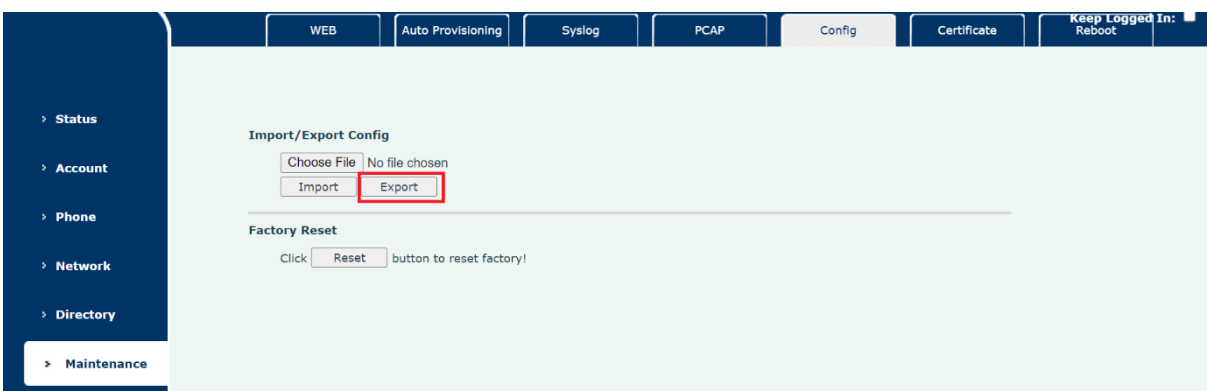 Keep Logged In:
WEB
Auto Provisioning
Syslog
PCAP
Config
Certificate
Reboot
> Status
> Account
> Phone
> Network
> Directory
> Maintenance
Import/Export Config
Choose File No file chosen
Import Export
Factory Reset
Click Reset button to reset factory!